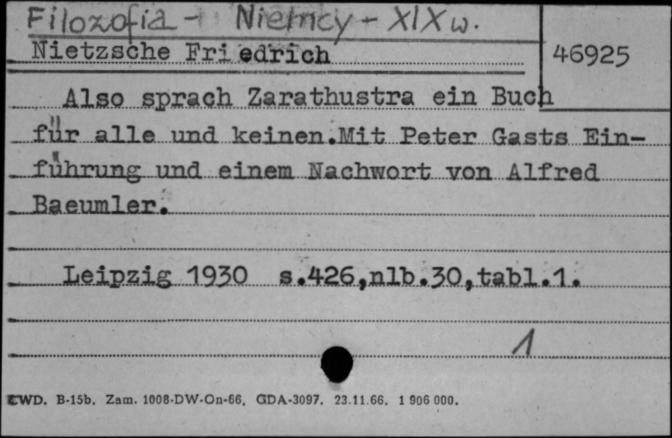 Filozofia - Niemcy - XIX w.
Nietzsche Friedrich
46925
Also sprach Zarathustra ein Buch
für alle und keinen.Mit Peter Gasts Ein-
führung und einem Nachwort von Alfred
Baeumler.
Leipzig 1930 s.426,nlb.30,tabl.1.
1
CWD. B-15b. Zam. 1008-DW-On-66. GDA-3097. 23.11.66. 1 906 000.